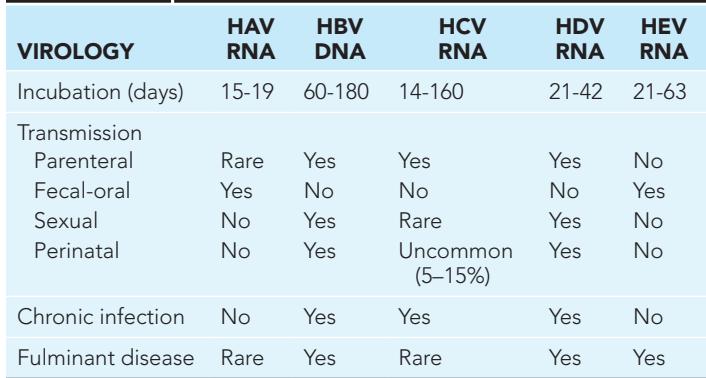 HAV HBV HCV HDV HEV
VIROLOGY RNA DNA RNA RNA RNA
Incubation (days) 15-19 60-180 14-160 21-42 21-63
Transmission
Parenteral Rare Yes Yes Yes No
Fecal-oral Yes No No No Yes
Sexual No Yes Rare Yes No
Perinatal No Yes Uncommon Yes No
(5–15%)
Chronic infection No Yes Yes Yes No
Fulminant disease Rare Yes Rare Yes Yes